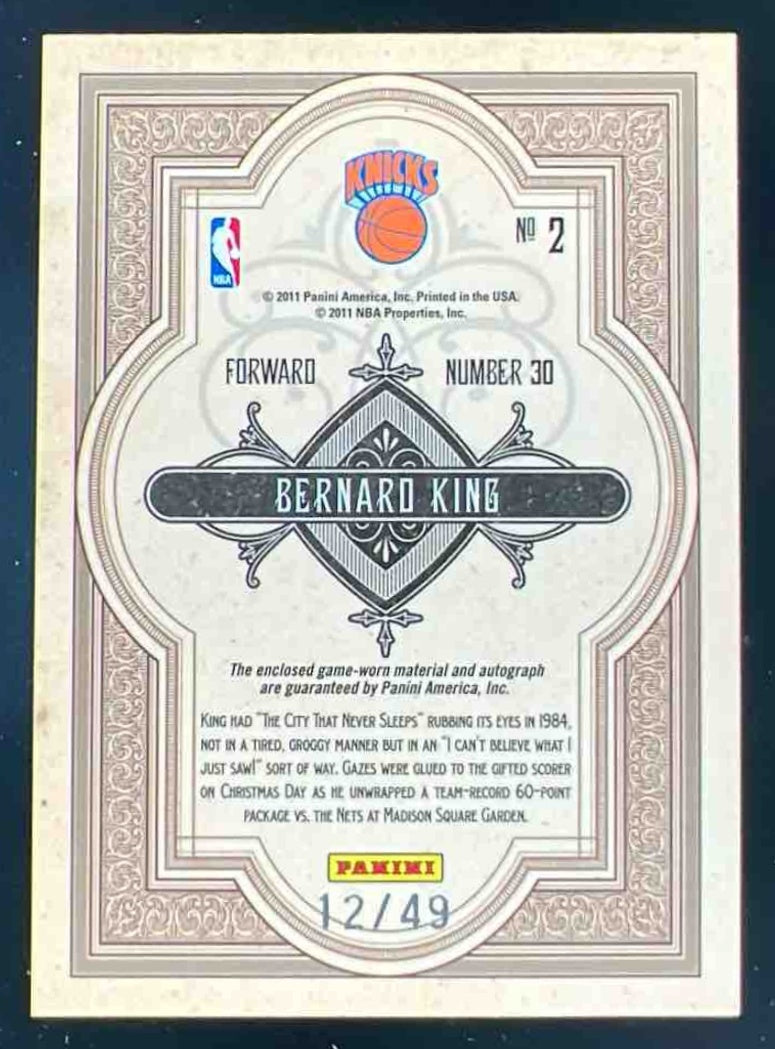 KNICKS
NBA
Nº 2
© 2011 Panini America, Inc. Printed in the USA.
© 2011 NBA Properties, Inc.
FORWARD NUMBER 30
BERNARD KING
The enclosed game-worn material and autograph
are guaranteed by Panini America, Inc.
KING HAD "THE CITY THAT NEVER SLEEPS" RUBBING ITS EYES IN 1984,
NOT IN A TIRED, GROGGY MANNER BUT IN AN "I CAN'T BELIEVE WHAT I
JUST SAW!" SORT OF WAY. GAZES WERE GLUED TO THE GIFTED SCORER
ON CHRISTMAS DAY AS HE UNWRAPPED A TEAM-RECORD 60-POINT
PACKAGE VS. THE NETS AT MADISON SQUARE GARDEN.
PANINI
12/49